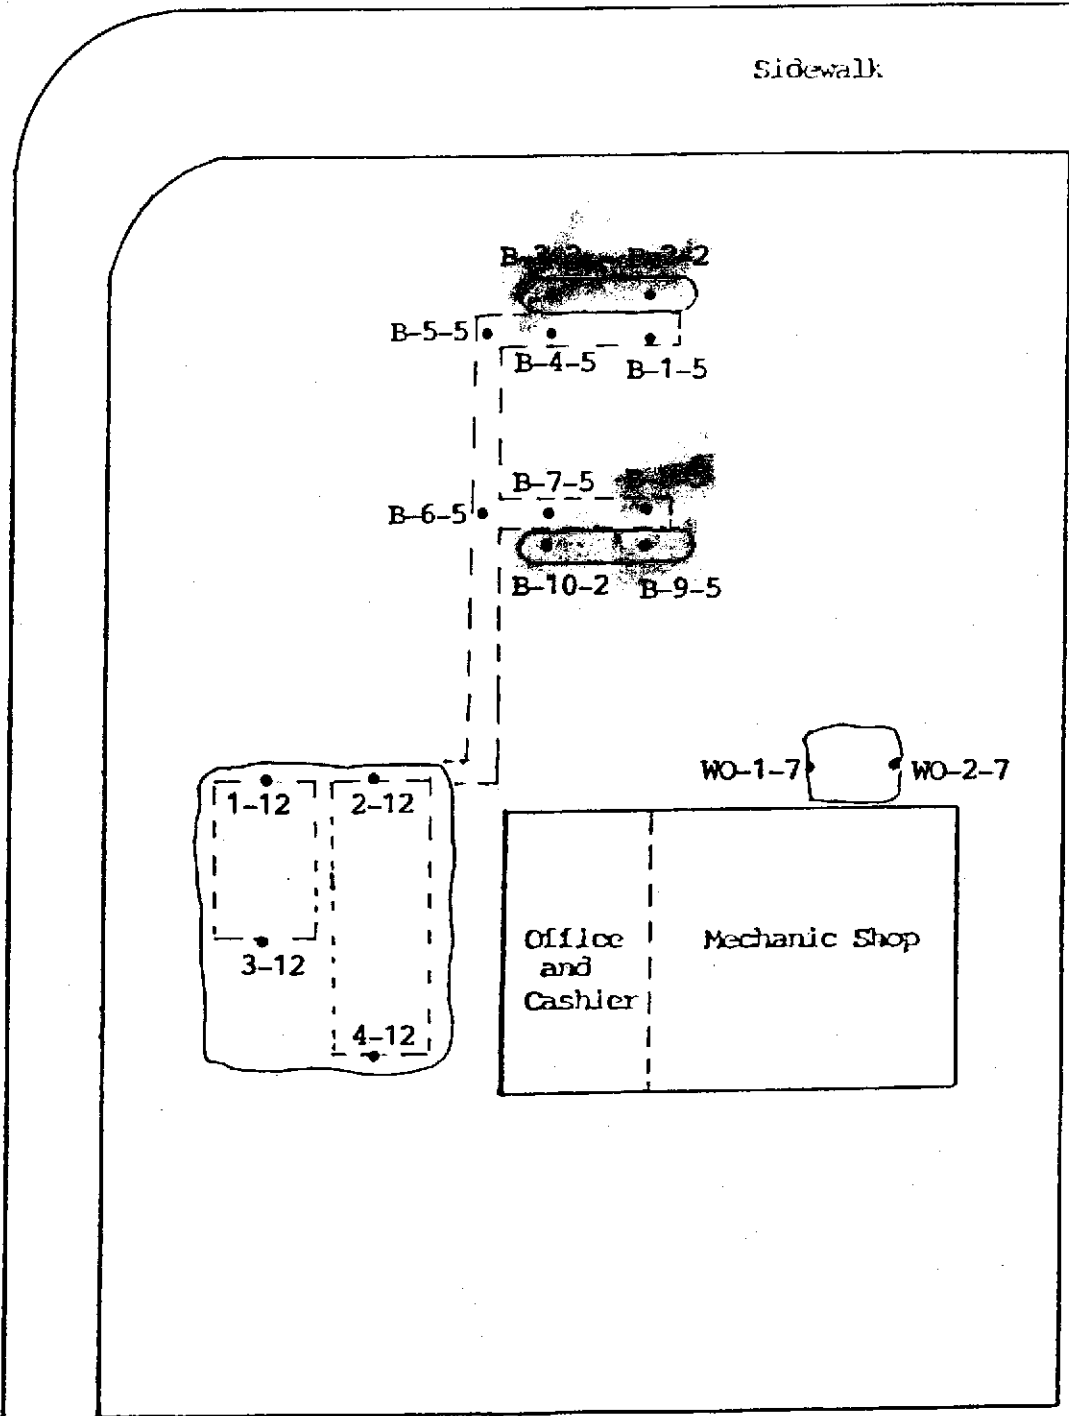 Sidewalk
B-5-5
B-4-5
B-1-5
B-7-5
B-6-5
B-10-2
B-9-5
WO-1-7
WO-2-7
1-12
2-12
3-12
4-12
Office
and
Cashier
Mechanic Shop